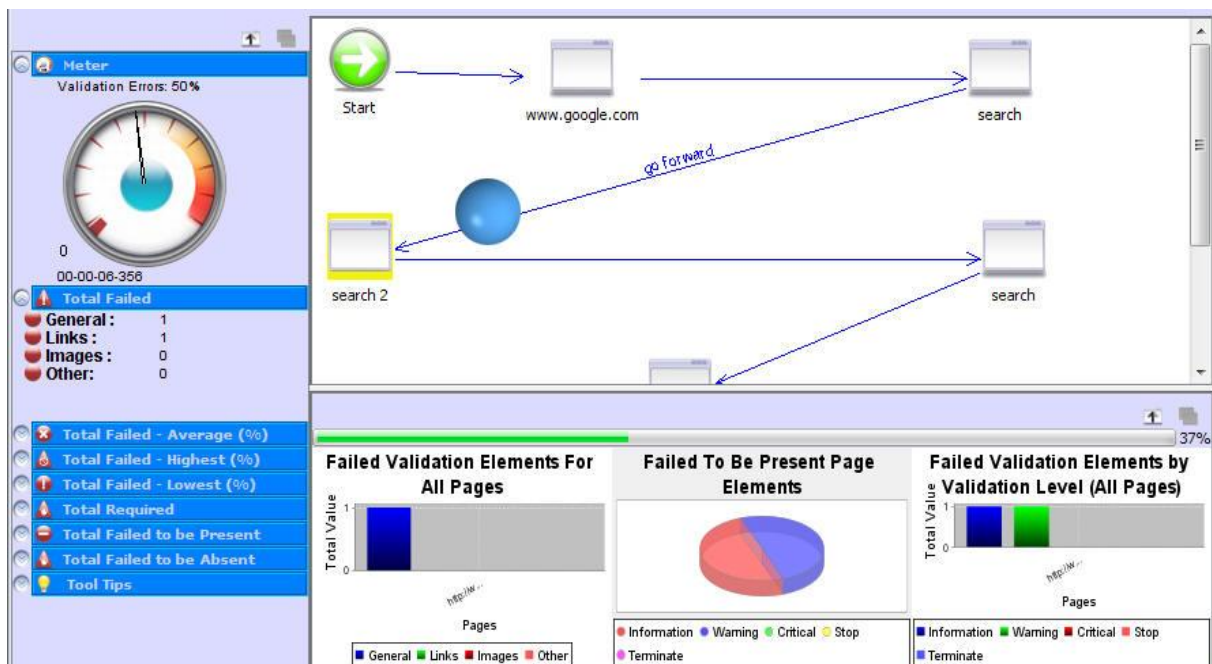 Meter
Validation Errors: 50%
0
00-00-06-356
Total Failed
General : 1
Links : 1
Images : 0
Other: 0
Total Failed - Average (%)
Total Failed - Highest (%)
Total Failed - Lowest (%)
Total Required
Total Failed to be Present
Total Failed to be Absent
Tool Tips
Start
www.google.com
search
go forward
search 2
search
37%
Failed Validation Elements For
All Pages
Total Value
1
0
http://w...
Pages
General Links Images Other
Failed To Be Present Page
Elements
Information Warning Critical Stop
Terminate
Failed Validation Elements by
Validation Level (All Pages)
Total Value
1
0
http://w...
Pages
Information Warning Critical Stop
Terminate